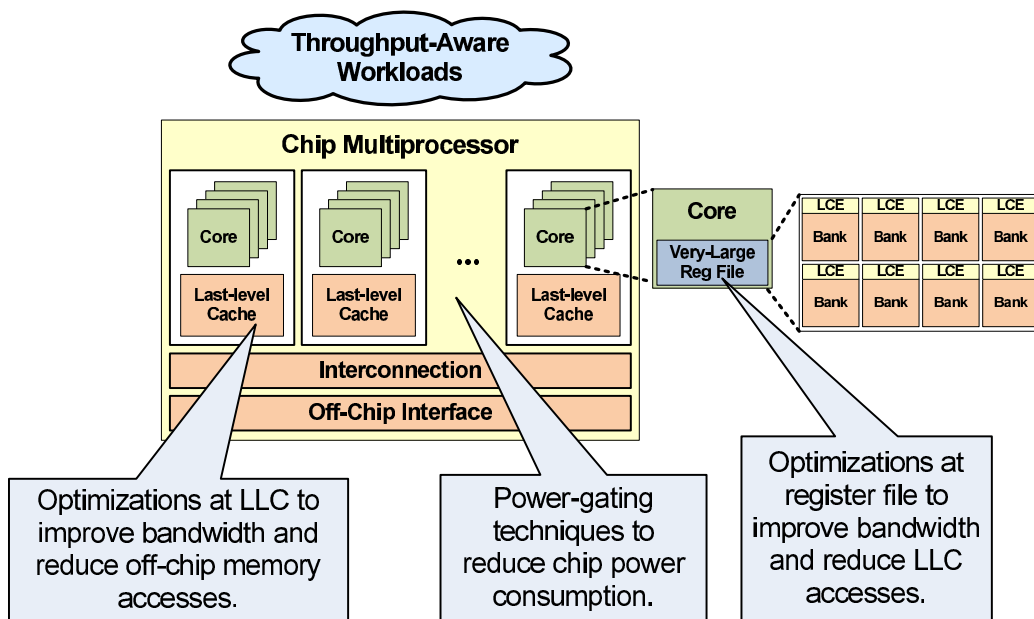 Throughput-Aware
Workloads
Chip Multiprocessor
Core
Last-level
Cache
Core
Last-level
Cache
...
Core
Last-level
Cache
Interconnection
Off-Chip Interface
Core
Very-Large
Reg File
LCE LCE LCE LCE
Bank Bank Bank Bank
LCE LCE LCE LCE
Bank Bank Bank Bank
Optimizations at LLC to
improve bandwidth and
reduce off-chip memory
accesses.
Power-gating
techniques to
reduce chip power
consumption.
Optimizations at
register file to
improve bandwidth
and reduce LLC
accesses.